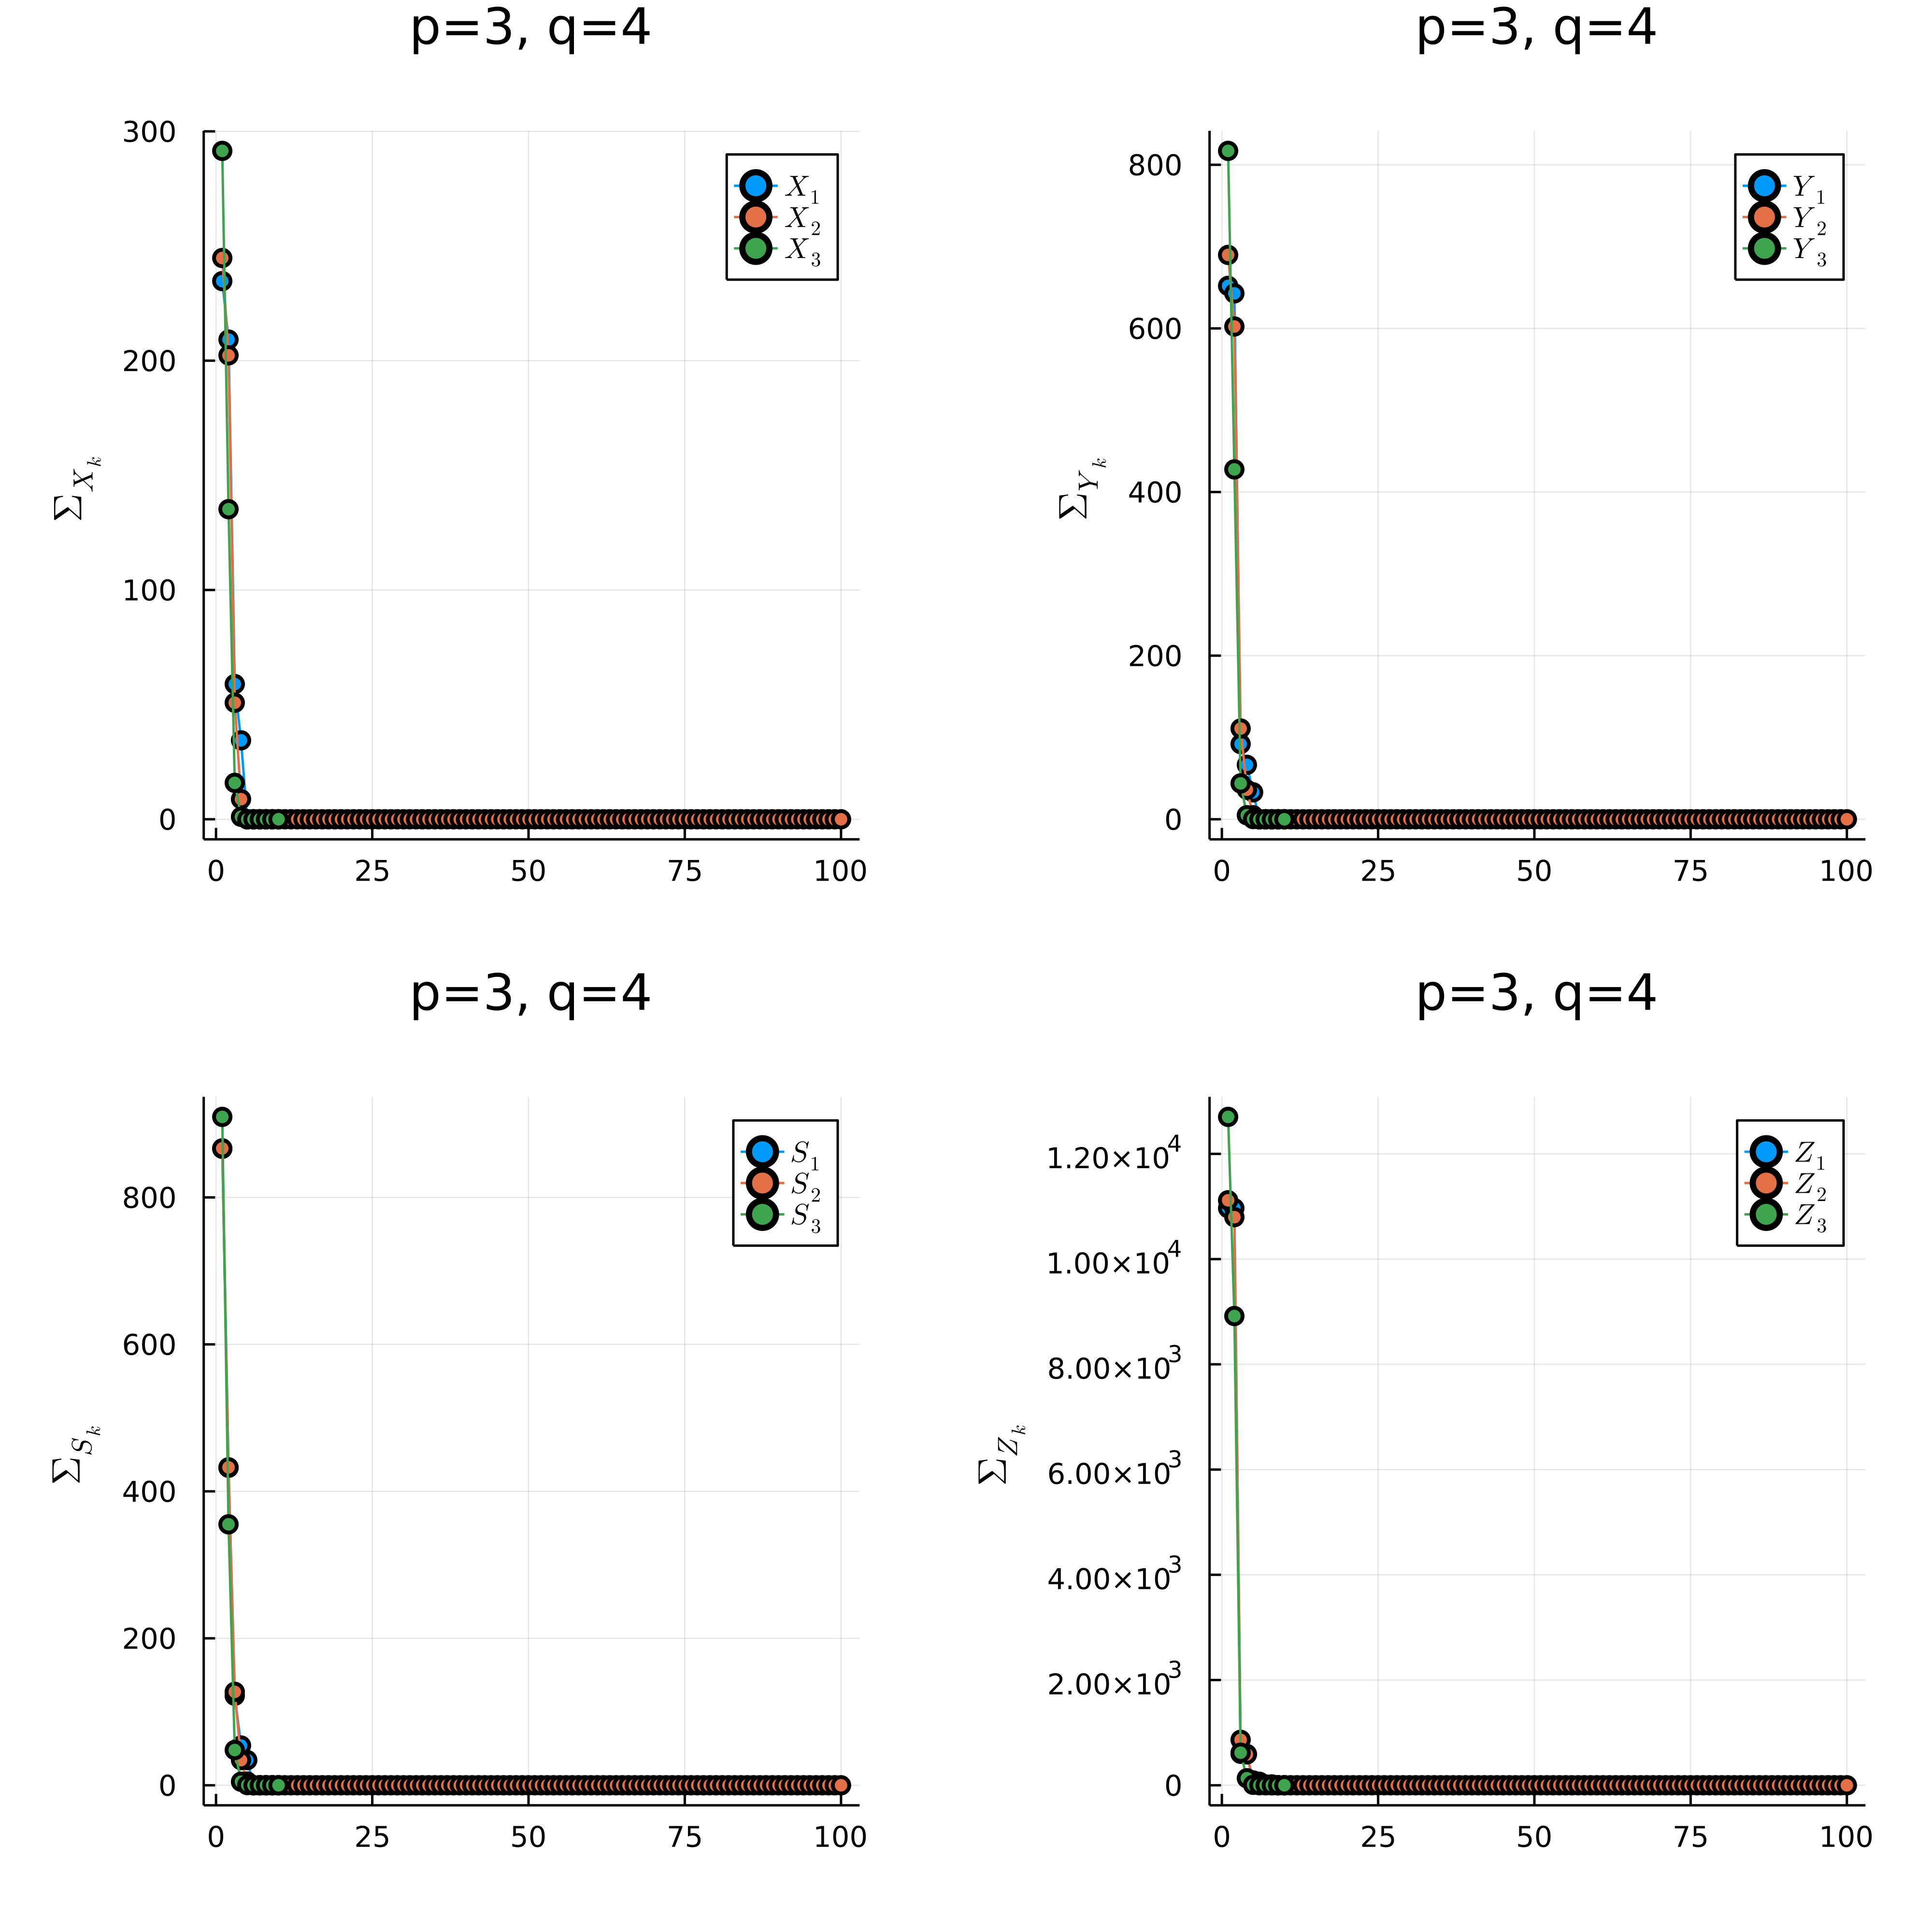 p=3, q=4
300
200
100
0
0 25 50 75 100
Σ_{X_k}
X_1
X_2
X_3
p=3, q=4
800
600
400
200
0
0 25 50 75 100
Σ_{Y_k}
Y_1
Y_2
Y_3
p=3, q=4
800
600
400
200
0
0 25 50 75 100
Σ_{S_k}
S_1
S_2
S_3
p=3, q=4
1.20×10^4
1.00×10^4
8.00×10^3
6.00×10^3
4.00×10^3
2.00×10^3
0
0 25 50 75 100
Σ_{Z_k}
Z_1
Z_2
Z_3